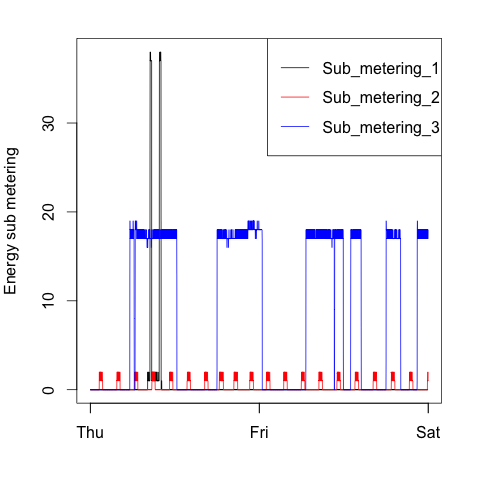 Sub_metering_1
Sub_metering_2
Sub_metering_3
Energy sub metering
30
20
10
0
Thu Fri Sat